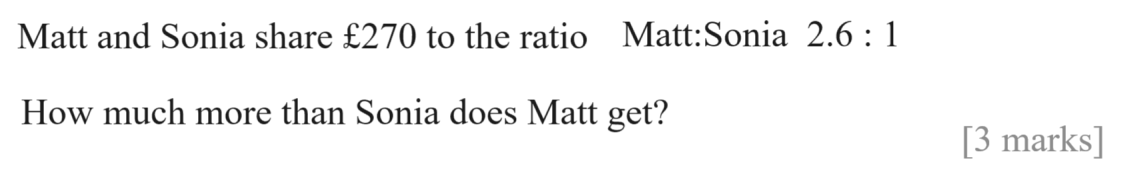 Matt and Sonia share £270 to the ratio Matt:Sonia 2.6 : 1
How much more than Sonia does Matt get?
[3 marks]